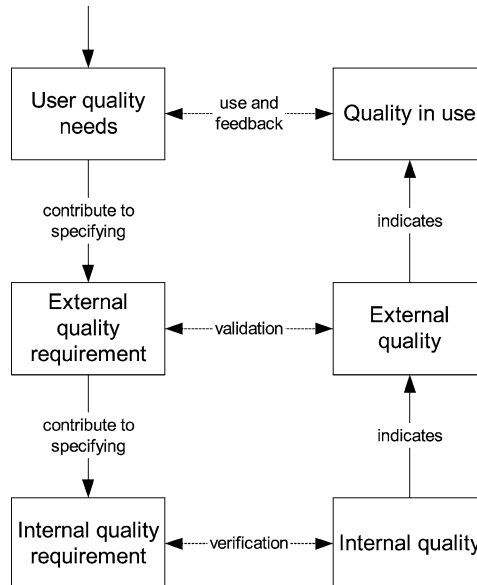 User quality
needs
use and
feedback
Quality in use
contribute to
specifying
indicates
External
quality
requirement
validation
External
quality
contribute to
specifying
indicates
Internal quality
requirement
verification
Internal quality